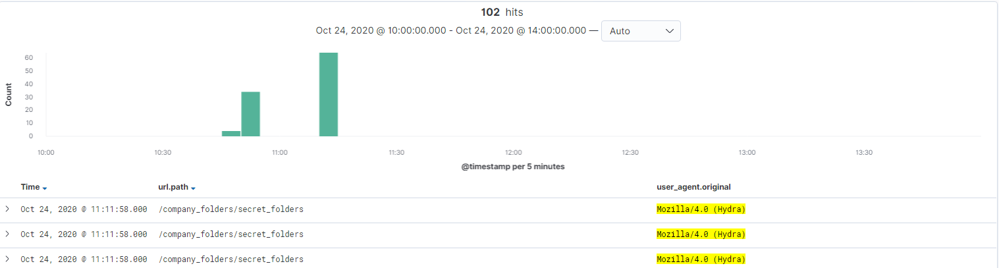 102 hits
Oct 24, 2020 @ 10:00:00.000 - Oct 24, 2020 @ 14:00:00.000 — Auto
Count
60
50
40
30
20
10
0
10:00 10:30 11:00 11:30 12:00 12:30 13:00 13:30
@timestamp per 5 minutes
Time url.path user_agent.original
Oct 24, 2020 @ 11:11:58.000 /company_folders/secret_folders Mozilla/4.0 (Hydra)
Oct 24, 2020 @ 11:11:58.000 /company_folders/secret_folders Mozilla/4.0 (Hydra)
Oct 24, 2020 @ 11:11:58.000 /company_folders/secret_folders Mozilla/4.0 (Hydra)